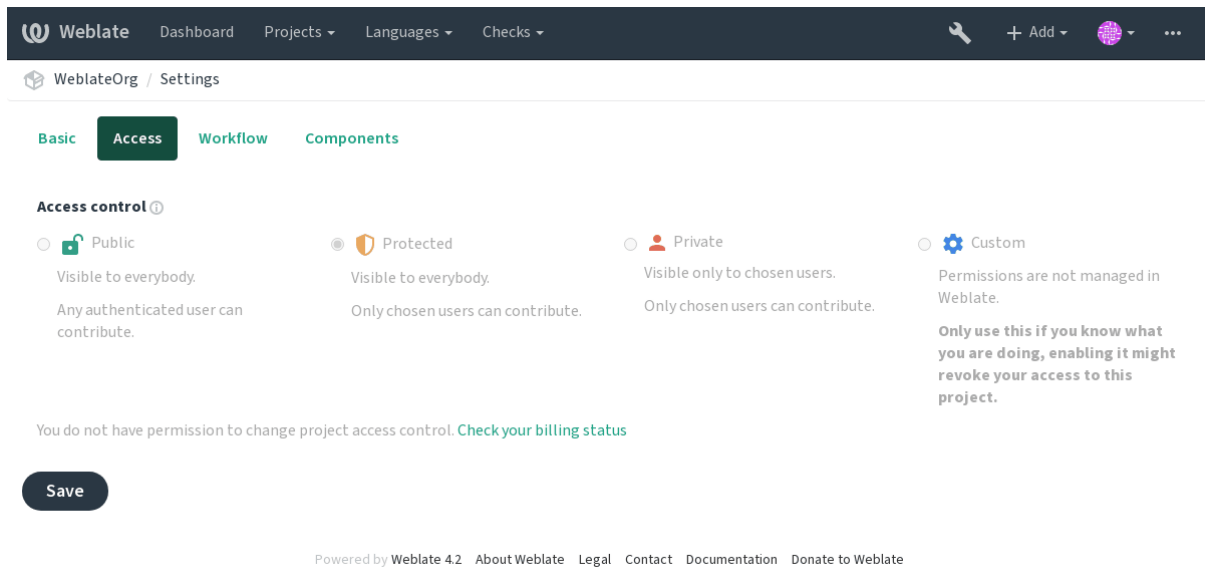 Weblate Dashboard Projects Languages Checks Add
WeblateOrg / Settings
Basic Access Workflow Components
Access control
Public
Visible to everybody.
Any authenticated user can
contribute.
Protected
Visible to everybody.
Only chosen users can contribute.
Private
Visible only to chosen users.
Only chosen users can contribute.
Custom
Permissions are not managed in
Weblate.
Only use this if you know what
you are doing, enabling it might
revoke your access to this
project.
You do not have permission to change project access control. Check your billing status
Save
Powered by Weblate 4.2 About Weblate Legal Contact Documentation Donate to Weblate